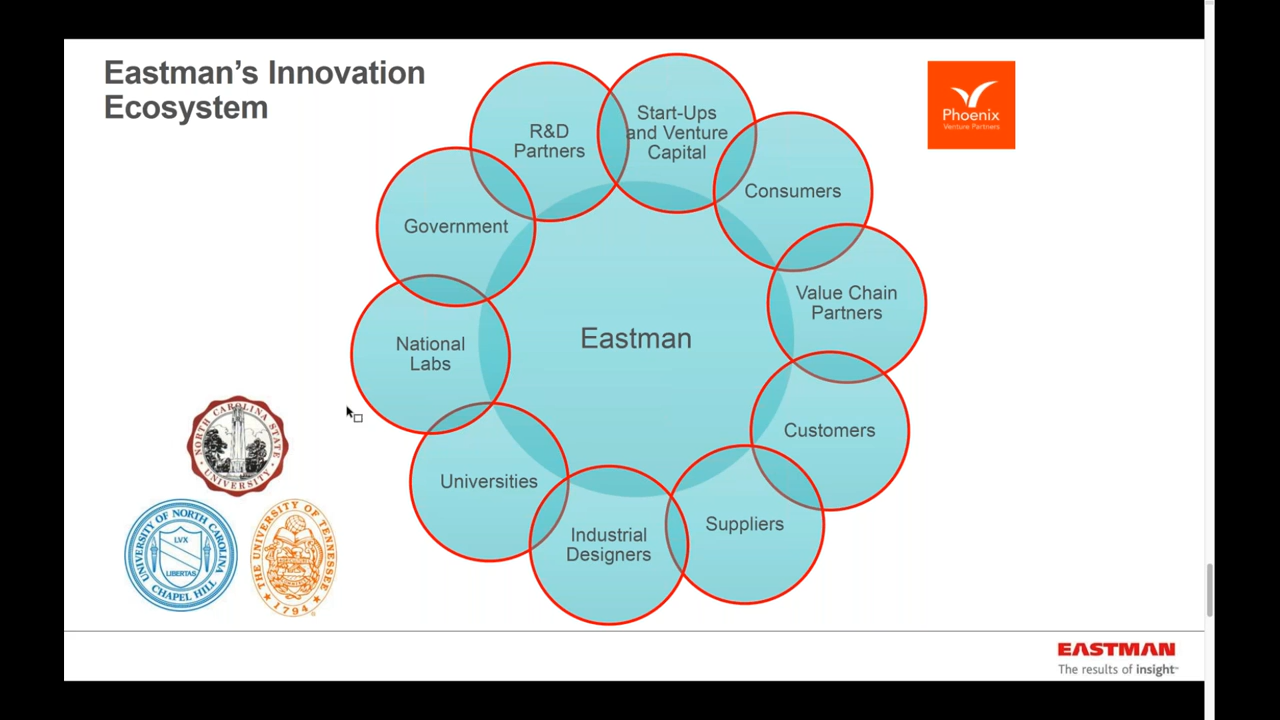 Eastman’s Innovation
Ecosystem
R&D
Partners
Start-Ups
and Venture
Capital
Phoenix
Venture Partners
Consumers
Government
Value Chain
Partners
Eastman
National
Labs
Customers
NORTH CAROLINA STATE
UNIVERSITY
Universities
Suppliers
Industrial
Designers
UNIVERSITY OF NORTH CAROLINA
LVX
LIBERTAS
CHAPEL HILL
THE UNIVERSITY OF TENNESSEE
1794
EASTMAN
The results of insight™